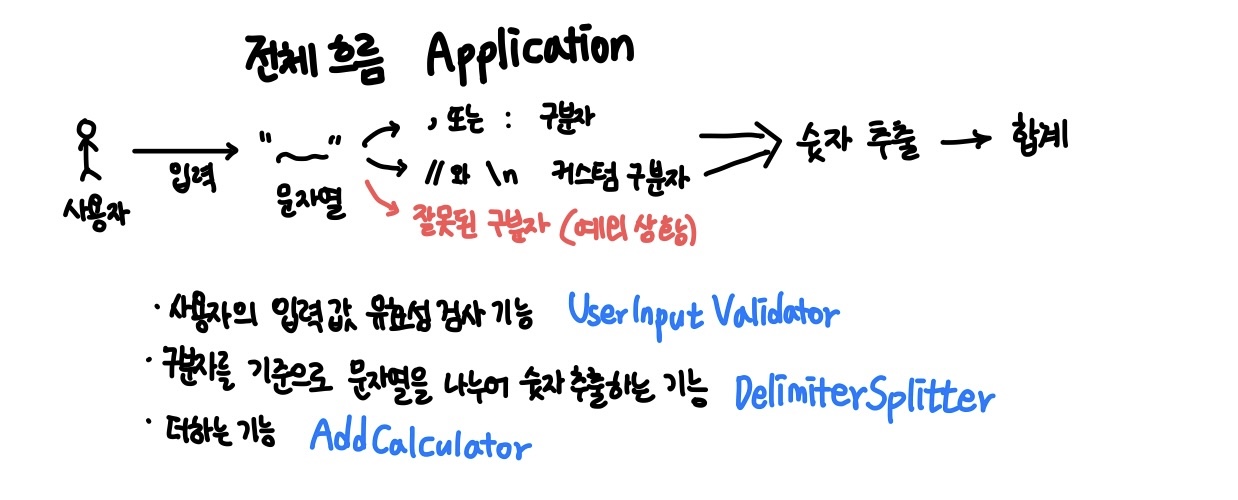 전체 흐름 Application
, 또는 : 구분자
" ~ "
// 와 \n 커스텀 구분자
숫자 추출 → 합계
입력
문자열
사용자
잘못된 구분자 (예외 상황)
· 사용자의 입력값 유효성 검사 기능 UserInput Validator
· 구분자를 기준으로 문자열을 나누어 숫자 추출하는 기능 DelimiterSplitter
· 더하는 기능 AddCalculator